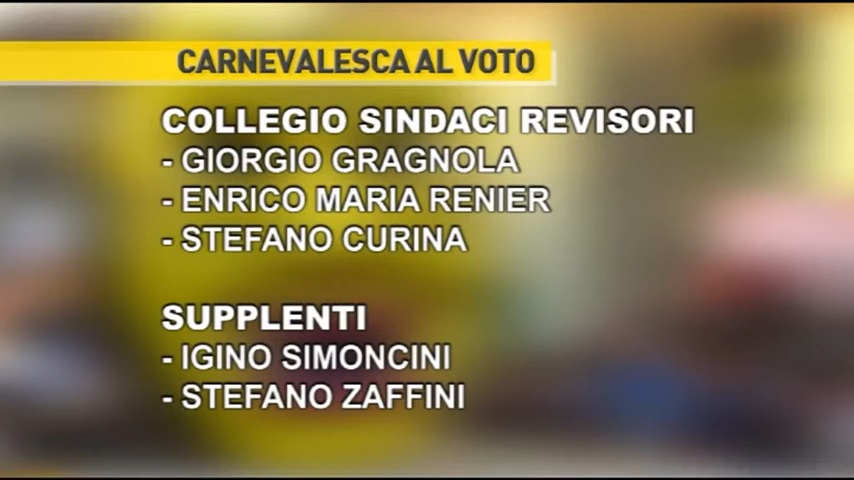 CARNEVALESCA AL VOTO
COLLEGIO SINDACI REVISORI
- GIORGIO GRAGNOLA
- ENRICO MARIA RENIER
- STEFANO CURINA
SUPPLENTI
- IGINO SIMONCINI
- STEFANO ZAFFINI